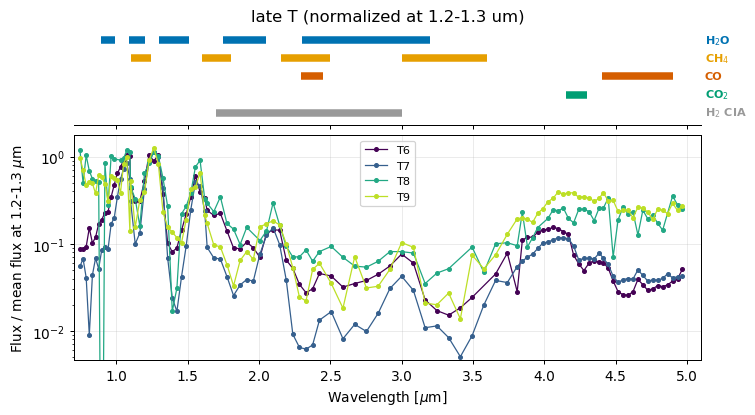 late T (normalized at 1.2-1.3 um)
H₂O
CH₄
CO
CO₂
H₂ CIA
T6
T7
T8
T9
10⁰
10⁻¹
10⁻²
Flux / mean flux at 1.2-1.3 μm
1.0 1.5 2.0 2.5 3.0 3.5 4.0 4.5 5.0
Wavelength [μm]